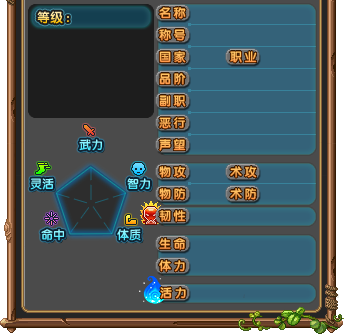 等级：
名称
称号
国家 职业
品阶
副职
恶行
声望
武力
灵活 智力
命中 体质
物攻 术攻
物防 术防
韧性
生命
体力
活力